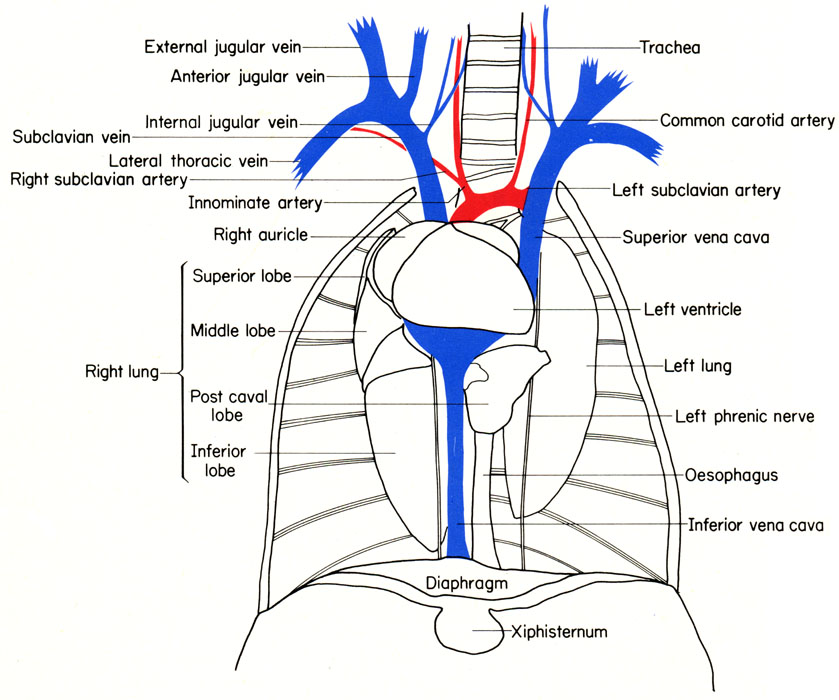 External jugular vein
Anterior jugular vein
Internal jugular vein
Subclavian vein
Lateral thoracic vein
Right subclavian artery
Innominate artery
Right auricle
Superior lobe
Middle lobe
Right lung
Post caval
lobe
Inferior
lobe
Trachea
Common carotid artery
Left subclavian artery
Superior vena cava
Left ventricle
Left lung
Left phrenic nerve
Oesophagus
Inferior vena cava
Diaphragm
Xiphisternum